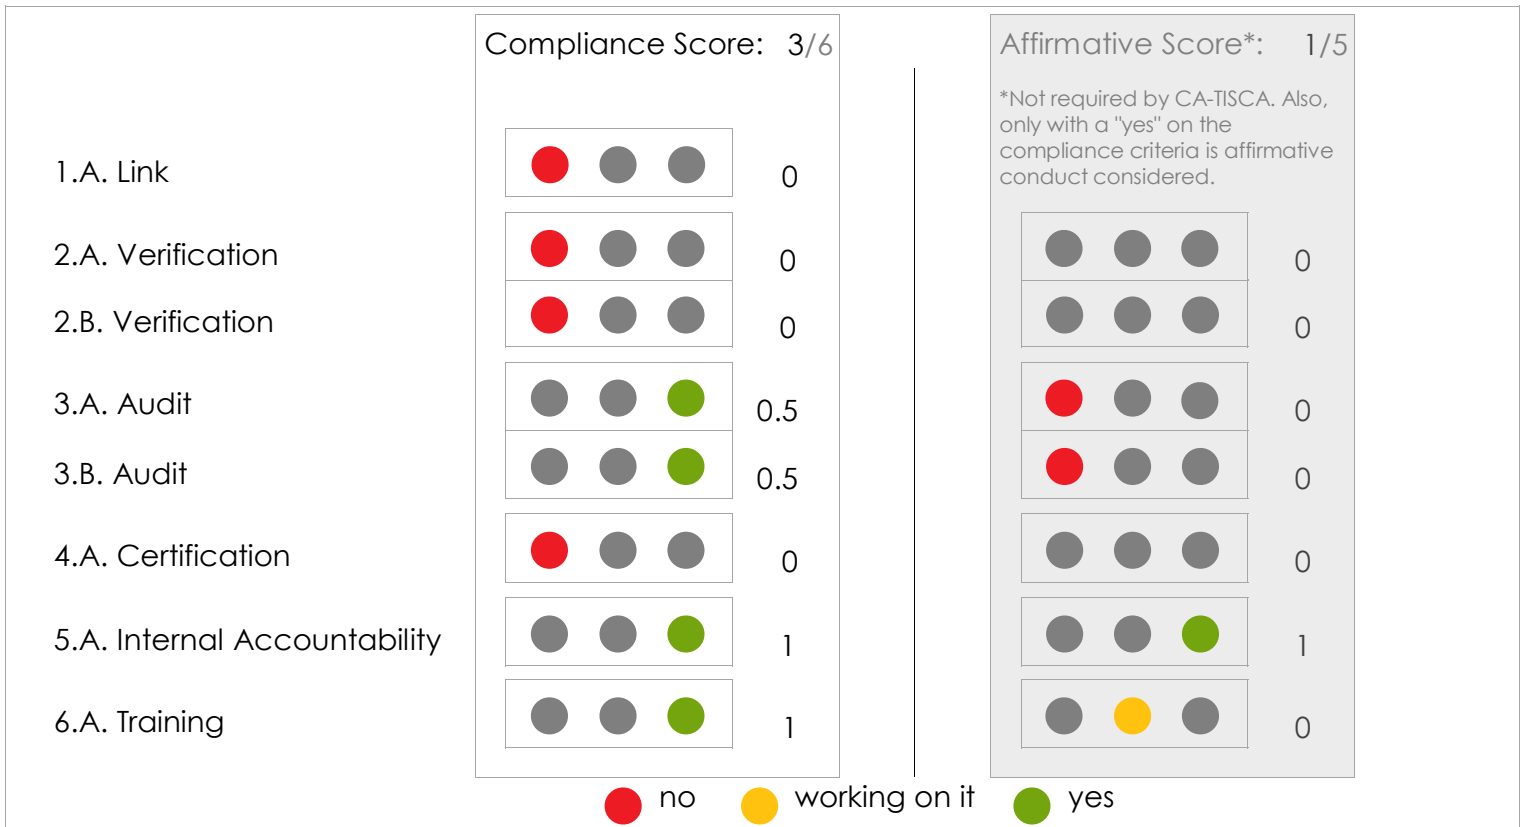 Compliance Score: 3/6
Affirmative Score*: 1/5
*Not required by CA-TISCA. Also,
only with a "yes" on the
compliance criteria is affirmative
conduct considered.
1.A. Link 0
2.A. Verification 0 0
2.B. Verification 0 0
3.A. Audit 0.5 0
3.B. Audit 0.5 0
4.A. Certification 0 0
5.A. Internal Accountability 1 1
6.A. Training 1 0
no working on it yes